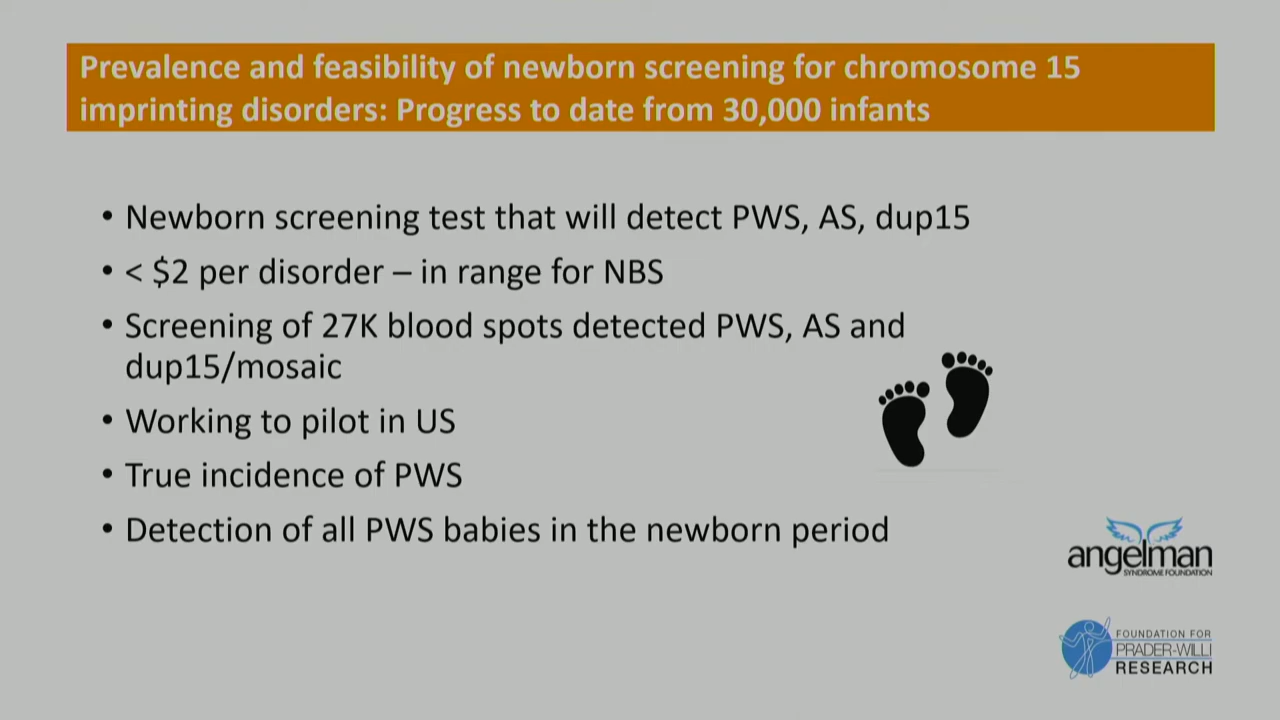 Prevalence and feasibility of newborn screening for chromosome 15
imprinting disorders: Progress to date from 30,000 infants
• Newborn screening test that will detect PWS, AS, dup15
• < $2 per disorder – in range for NBS
• Screening of 27K blood spots detected PWS, AS and
dup15/mosaic
• Working to pilot in US
• True incidence of PWS
• Detection of all PWS babies in the newborn period
angelman
SYNDROME FOUNDATION
FOUNDATION FOR
PRADER-WILLI
RESEARCH